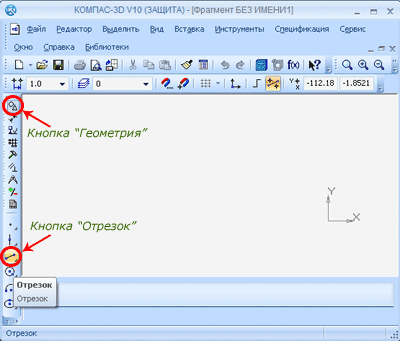 КОМПАС-3D V10 (ЗАЩИТА) - [Фрагмент БЕЗ ИМЕНИ1]
Файл Редактор Выделить Вид Вставка Инструменты Спецификация Сервис
Окно Справка Библиотеки
f(x)
1.0 0 -112.18 -1.8521
Кнопка “Геометрия”
Y
X
Кнопка “Отрезок”
Отрезок
Отрезок
Отрезок